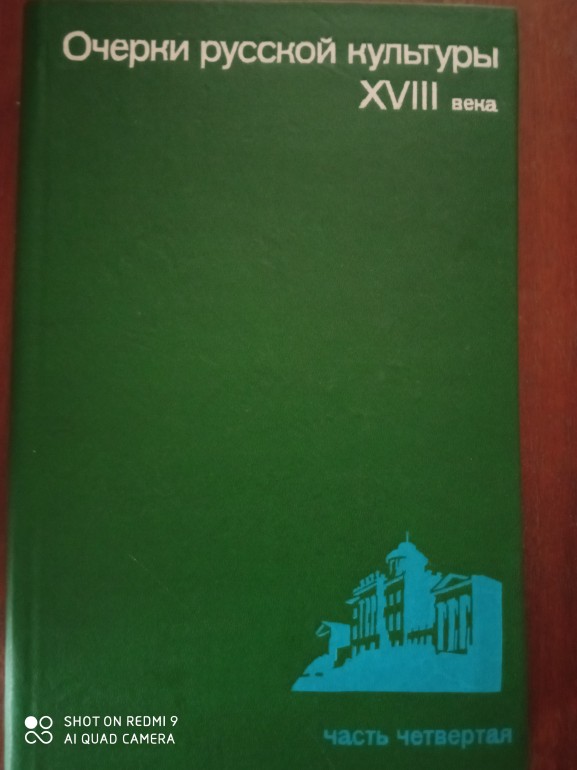 Очерки русской культуры
XVIII века
часть четвертая
SHOT ON REDMI 9
AI QUAD CAMERA